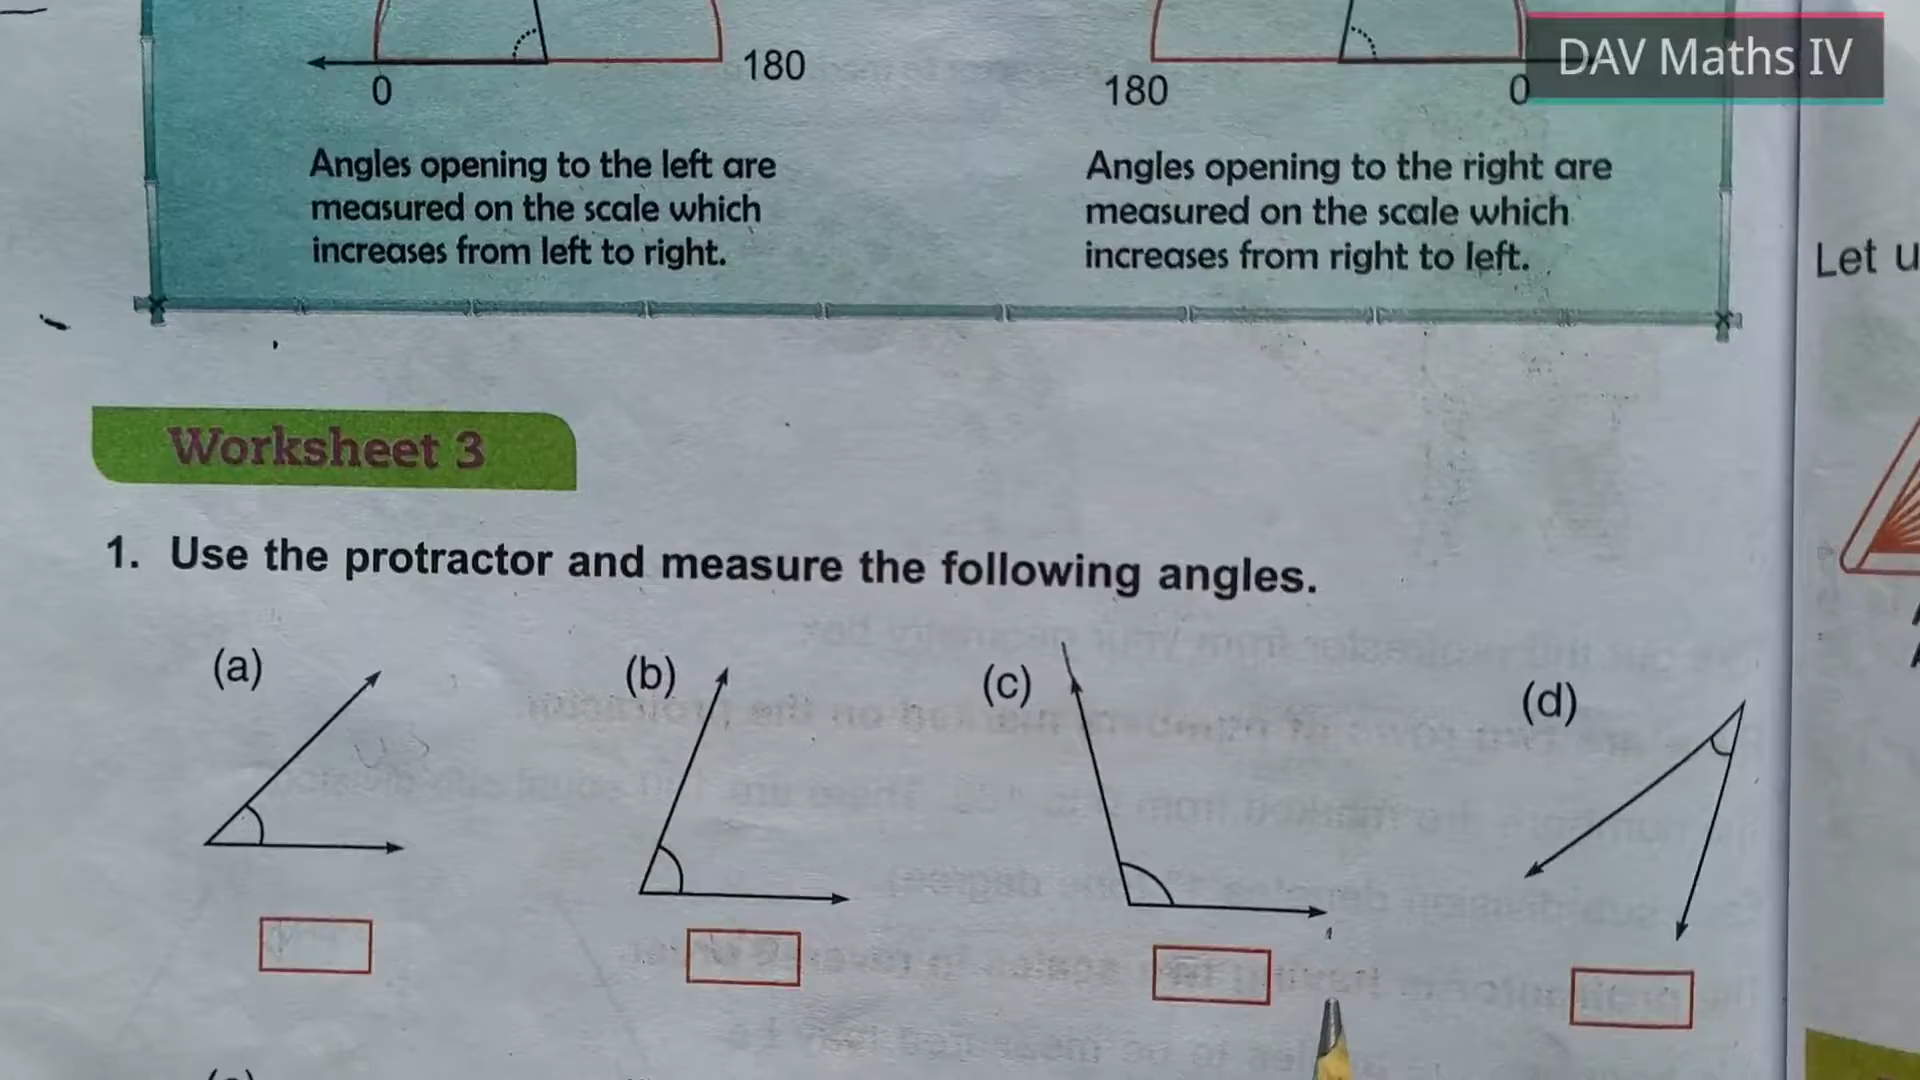 DAV Maths IV
0
180
180
0
Angles opening to the left are
measured on the scale which
increases from left to right.
Angles opening to the right are
measured on the scale which
increases from right to left.
Let u
Worksheet 3
1. Use the protractor and measure the following angles.
(a)
(b)
(c)
(d)